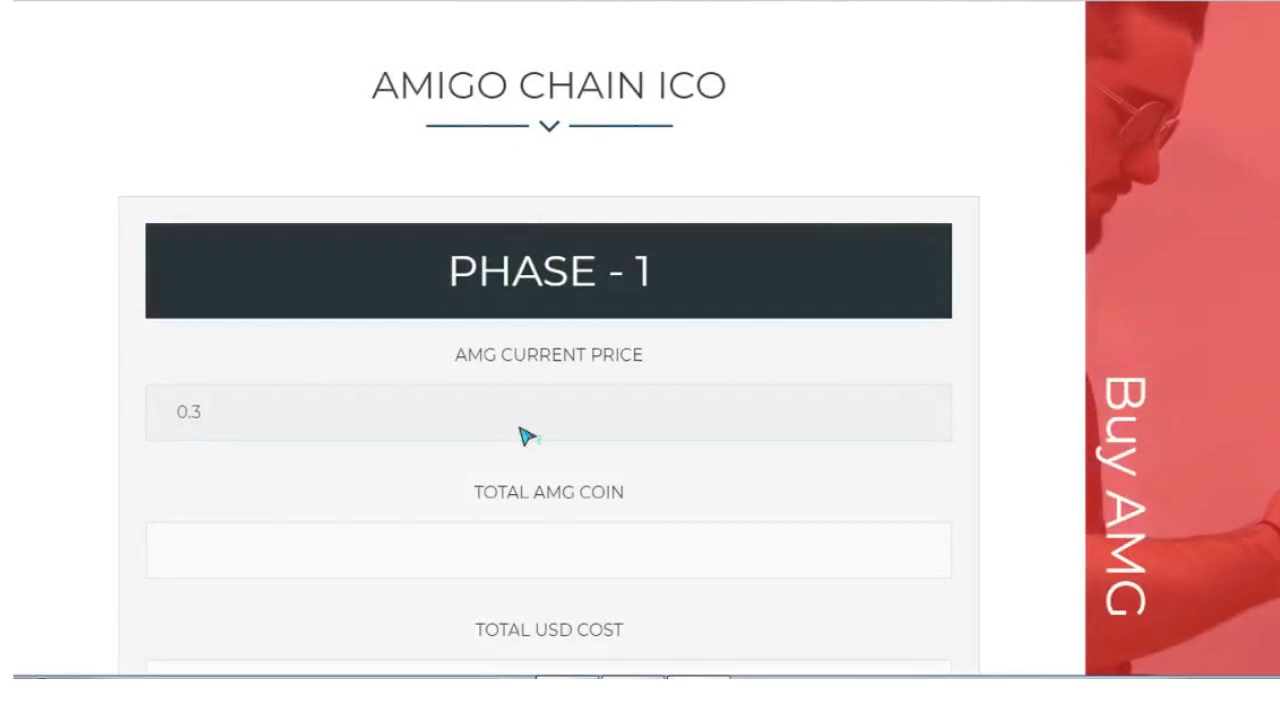 AMIGO CHAIN ICO
PHASE - 1
AMG CURRENT PRICE
0.3
TOTAL AMG COIN
TOTAL USD COST
Buy AMG